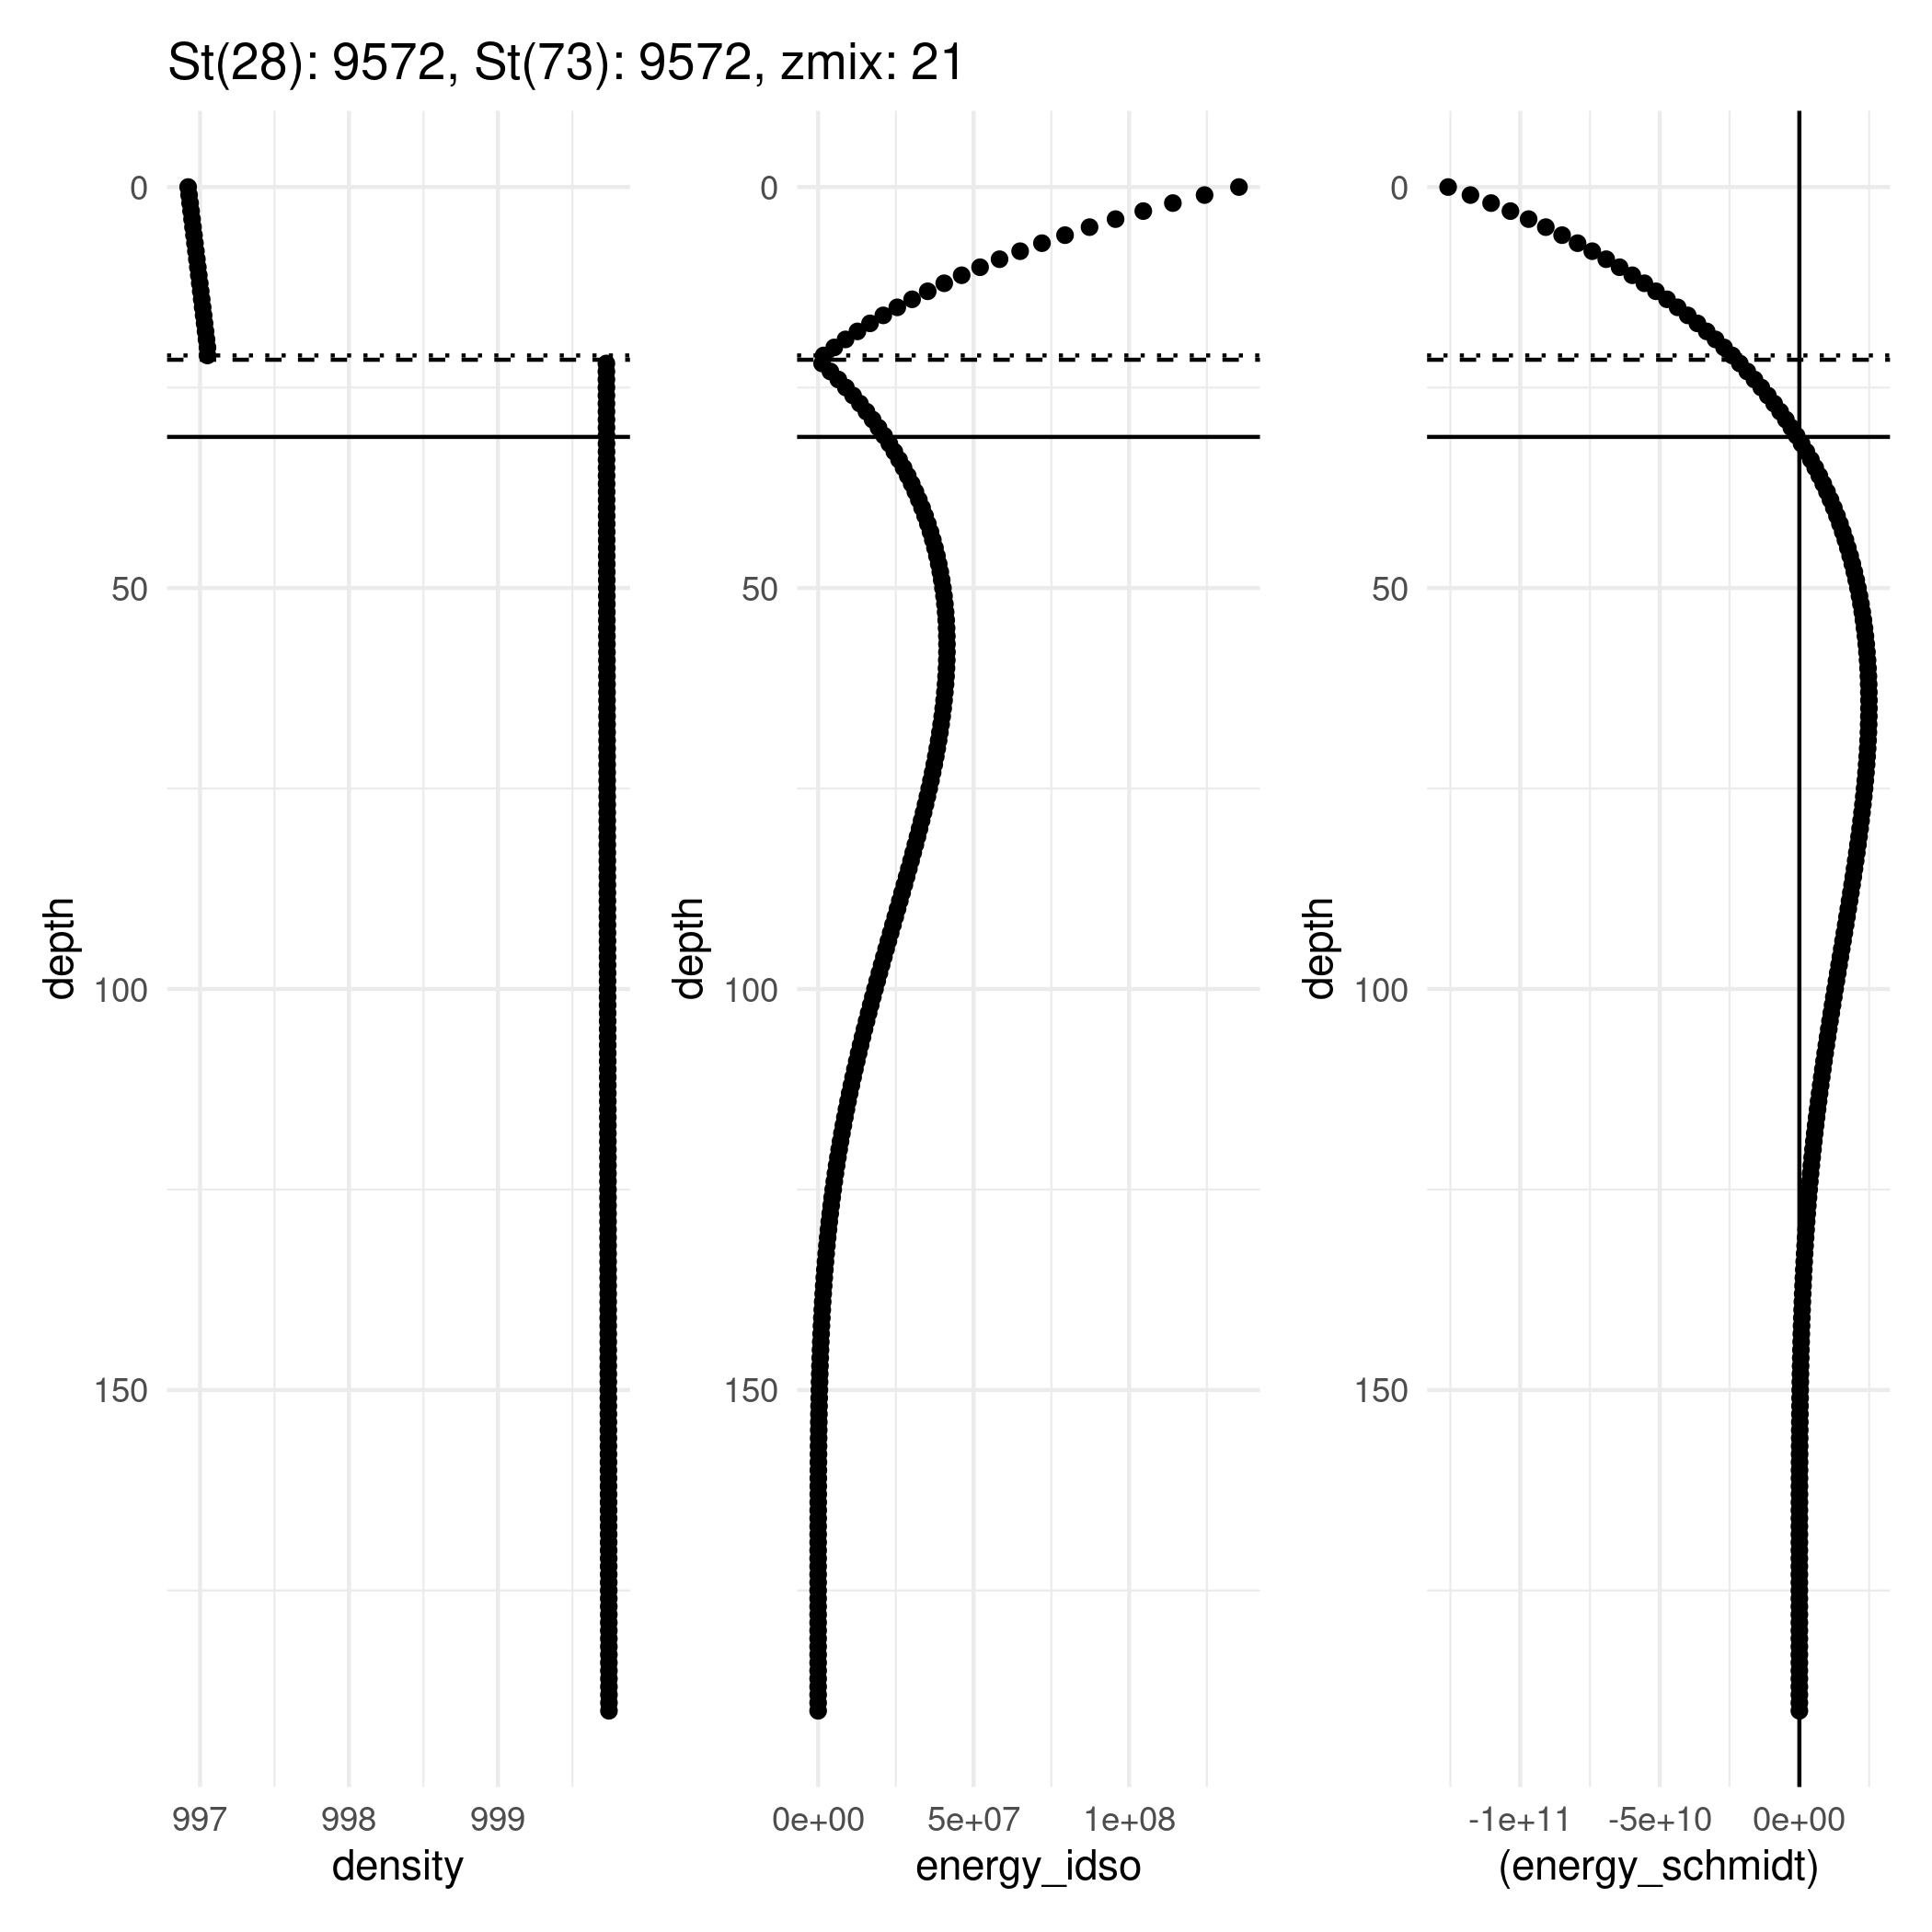 St(28): 9572, St(73): 9572, zmix: 21
0
50
100
150
depth
997 998 999
density
0
50
100
150
depth
0e+00 5e+07 1e+08
energy_idso
0
50
100
150
depth
-1e+11 -5e+10 0e+00
(energy_schmidt)